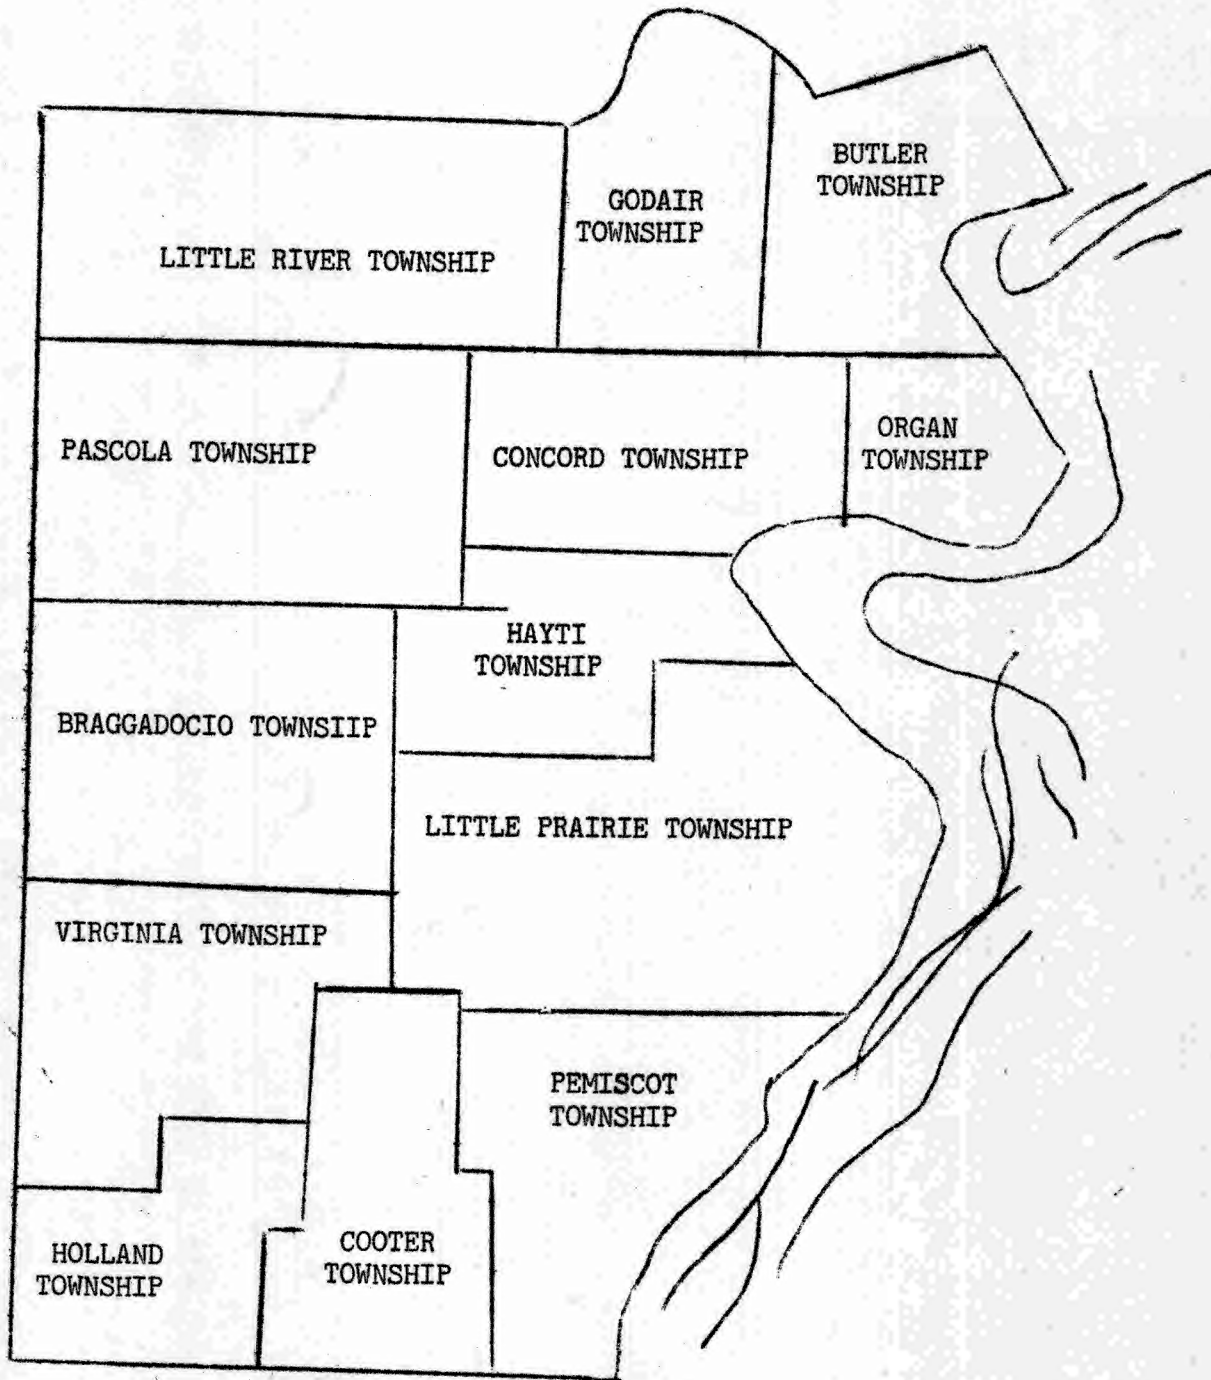 BUTLER
TOWNSHIP
GODAIR
TOWNSHIP
LITTLE RIVER TOWNSHIP
PASCOLA TOWNSHIP
CONCORD TOWNSHIP
ORGAN
TOWNSHIP
HAYTI
TOWNSHIP
BRAGGADOCIO TOWNSIIP
LITTLE PRAIRIE TOWNSHIP
VIRGINIA TOWNSHIP
PEMISCOT
TOWNSHIP
HOLLAND
TOWNSHIP
COOTER
TOWNSHIP